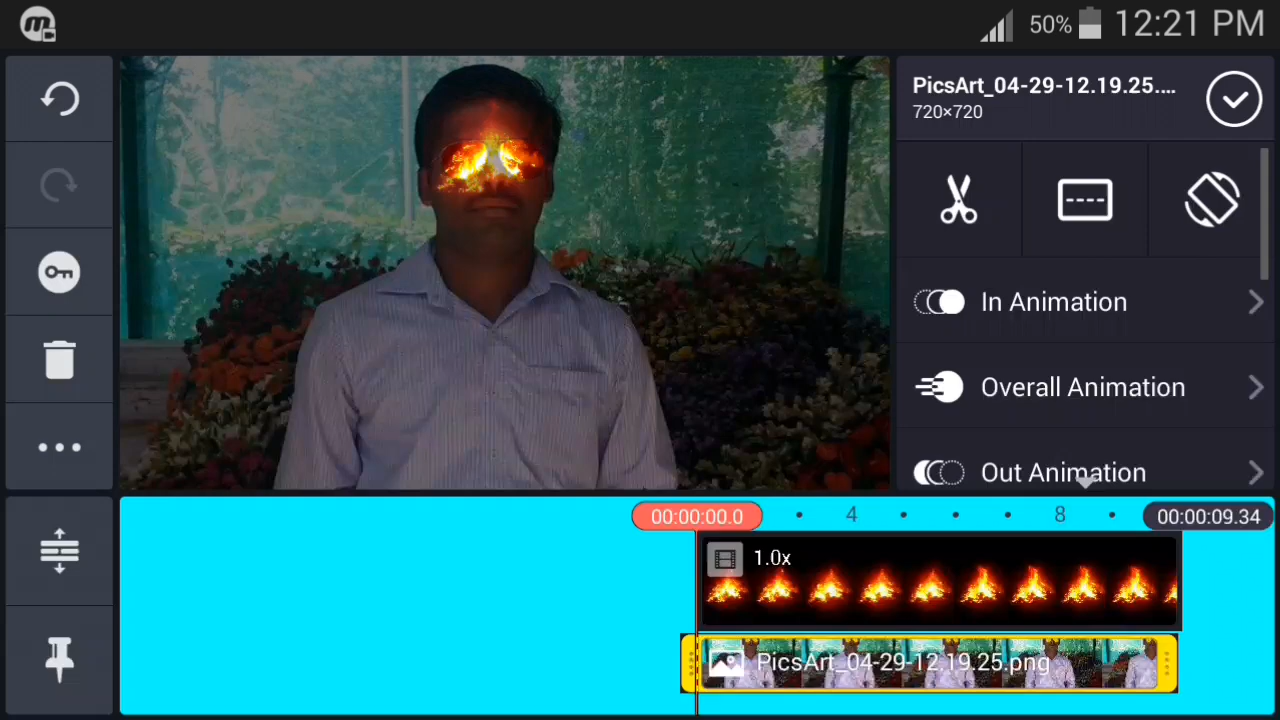 50% 12:21 PM
PicsArt_04-29-12.19.25....
720×720
In Animation
Overall Animation
Out Animation
00:00:00.0 4 8 00:00:09.34
1.0x
PicsArt_04-29-12.19.25.png